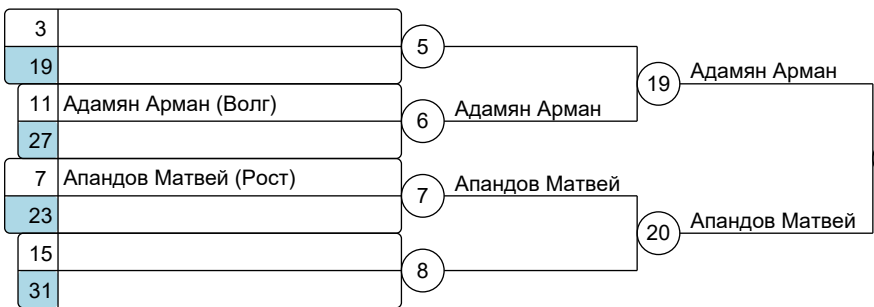 3
5
19
19 Адамян Арман
11 Адамян Арман (Волг)
6 Адамян Арман
27
7 Апандов Матвей (Рост)
7 Апандов Матвей
23
20 Апандов Матвей
15
8
31